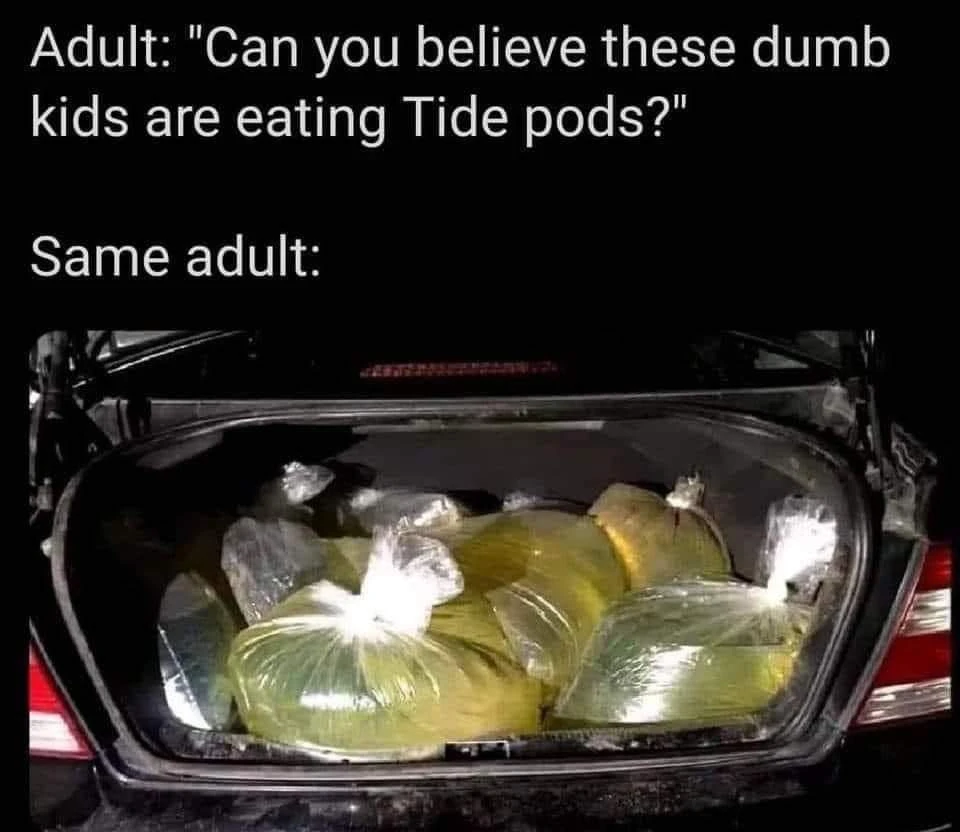 Adult: "Can you believe these dumb
kids are eating Tide pods?"
Same adult: